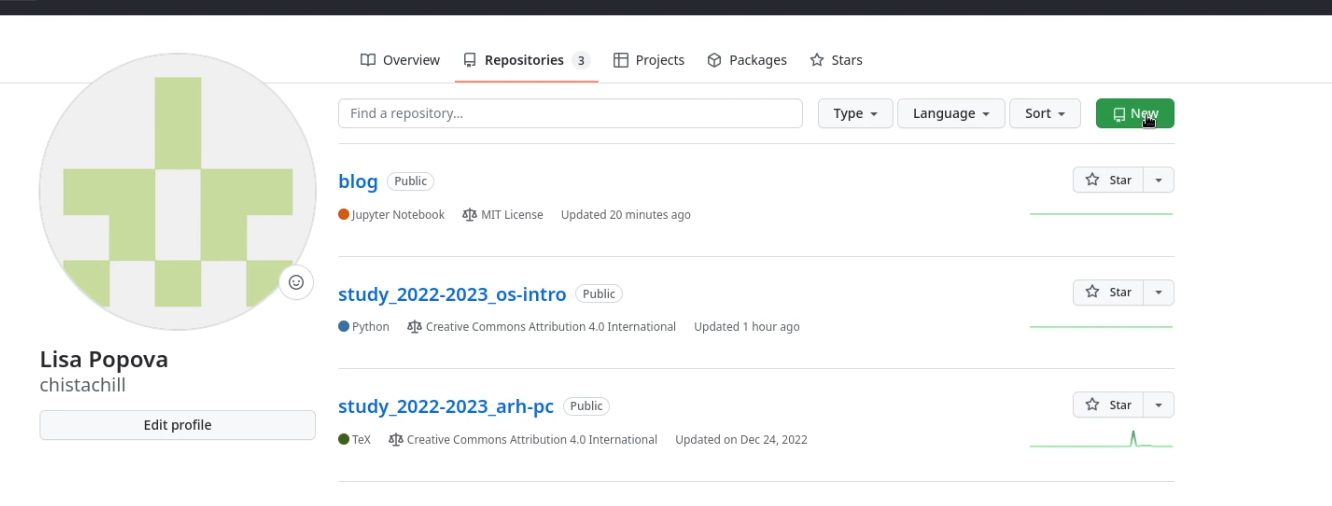 Overview Repositories 3 Projects Packages Stars
Find a repository... Type Language Sort New
blog Public Star
Jupyter Notebook MIT License Updated 20 minutes ago
study_2022-2023_os-intro Public Star
Python Creative Commons Attribution 4.0 International Updated 1 hour ago
Lisa Popova
chistachill
Edit profile
study_2022-2023_arh-pc Public Star
TeX Creative Commons Attribution 4.0 International Updated on Dec 24, 2022